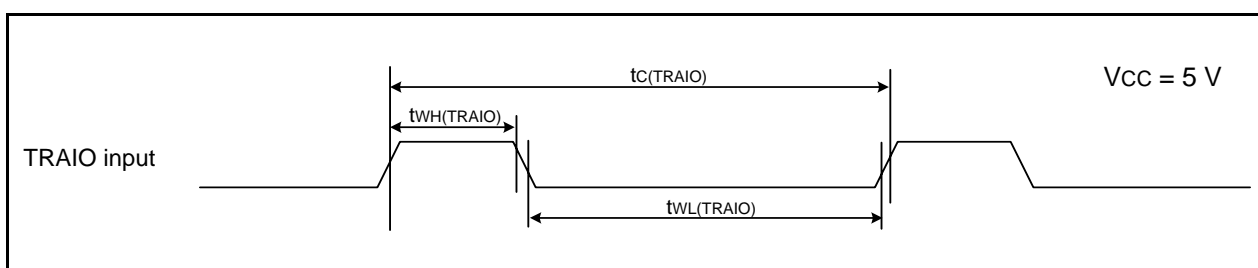 tC(TRAIO)
VCC = 5 V
tWH(TRAIO)
TRAIO input
tWL(TRAIO)